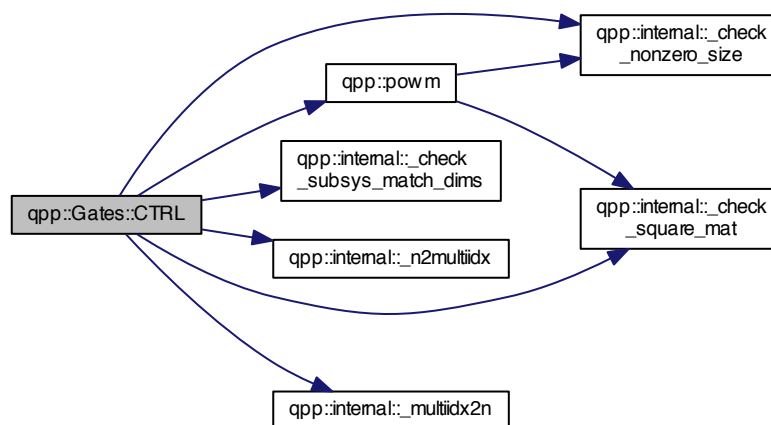 qpp::internal::_check
_nonzero_size
qpp::powm
qpp::internal::_check
_subsys_match_dims
qpp::Gates::CTRL
qpp::internal::_check
_square_mat
qpp::internal::_n2multiidx
qpp::internal::_multiidx2n